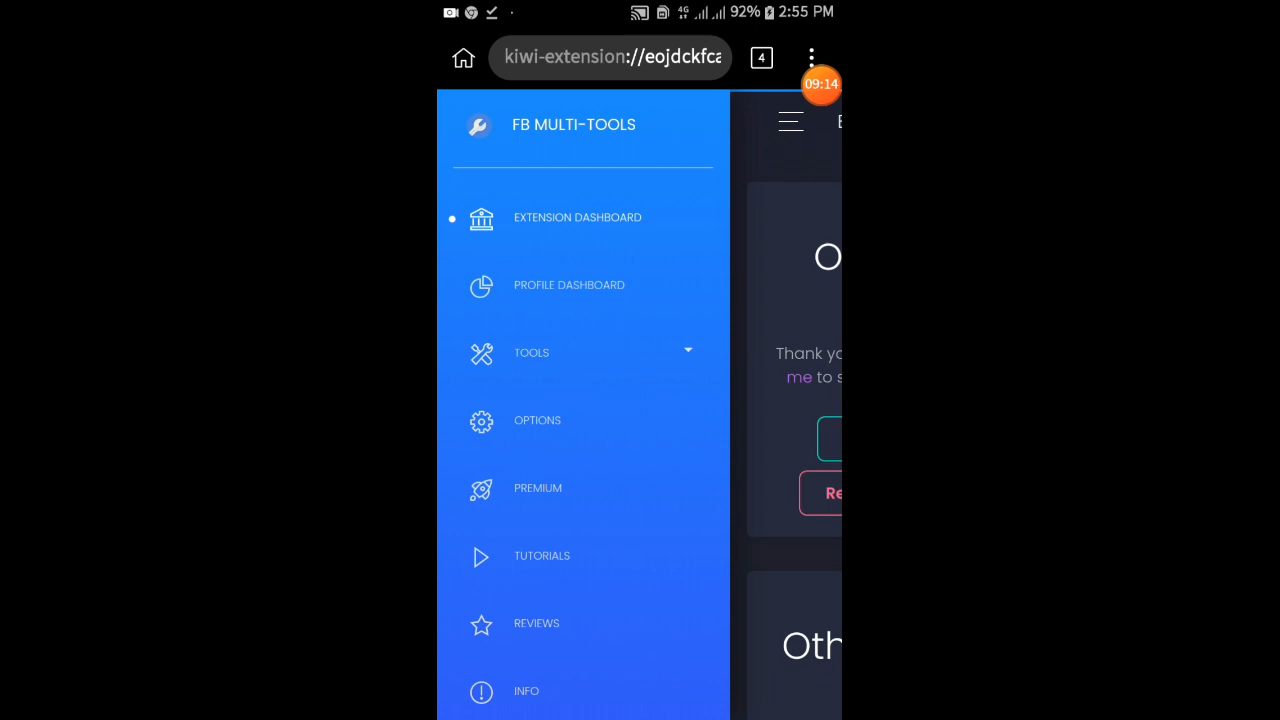 4G 92% 2:55 PM
kiwi-extension://eojdckfca
4
09:14
FB MULTI-TOOLS
EXTENSION DASHBOARD
PROFILE DASHBOARD
TOOLS
OPTIONS
PREMIUM
TUTORIALS
REVIEWS
INFO
O
Thank yo
me to s
Re
Oth